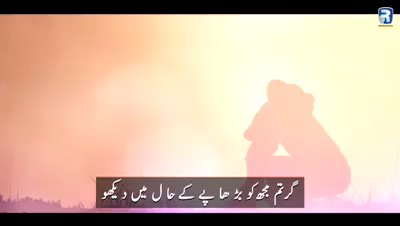 گر تم مجھ کو بڑھاپے کے حال میں دیکھو